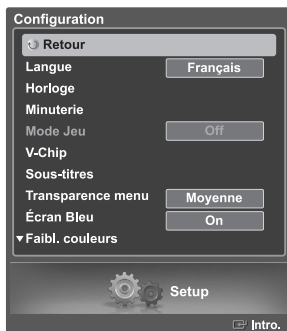 Configuration
Retour
Langue Français
Horloge
Minuterie
Mode Jeu Off
V-Chip
Sous-titres
Transparence menu Moyenne
Écran Bleu On
▼Faibl. couleurs
Setup
Intro.